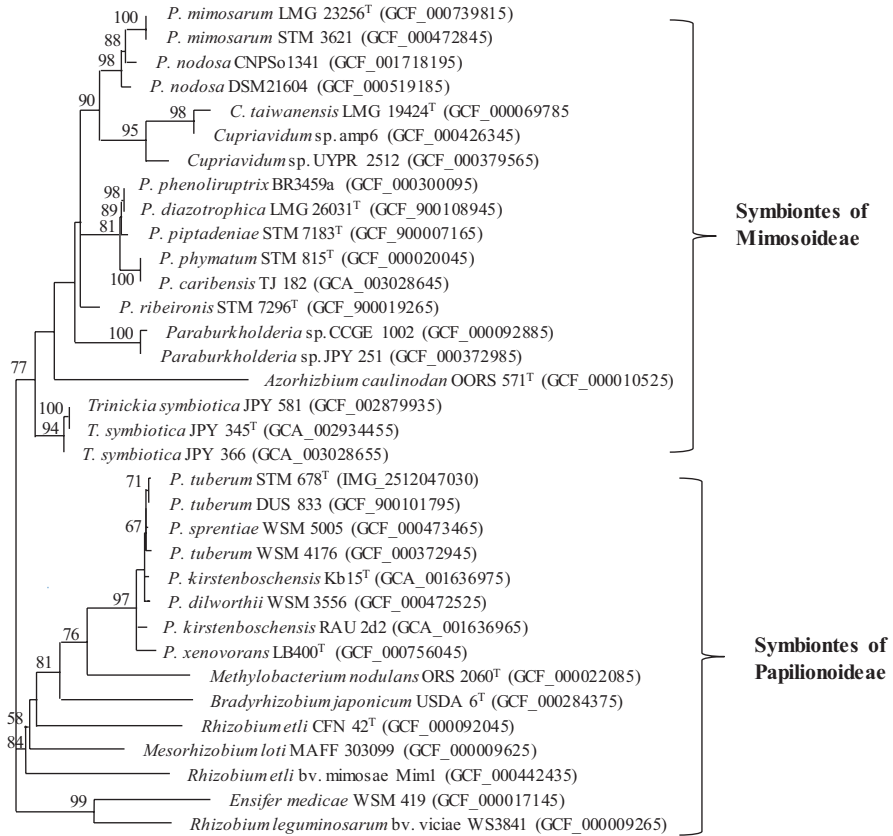 P. mimosarum LMG 23256T (GCF_000739815)
P. mimosarum STM 3621 (GCF_000472845)
P. nodosa CNPSo1341 (GCF_001718195)
P. nodosa DSM21604 (GCF_000519185)
C. taiwanensis LMG 19424T (GCF_000069785
Cupriavidum sp. amp6 (GCF_000426345)
Cupriavidum sp. UYPR 2512 (GCF_000379565)
P. phenoliruptrix BR3459a (GCF_000300095)
P. diazotrophica LMG 26031T (GCF_900108945)
P. piptadeniae STM 7183T (GCF_900007165)
P. phymatum STM 815T (GCF_000020045)
P. caribensis TJ 182 (GCA_003028645)
P. ribeironis STM 7296T (GCF_900019265)
Paraburkholderia sp. CCGE 1002 (GCF_000092885)
Paraburkholderia sp. JPY 251 (GCF_000372985)
Azorhizbium caulinodan OORS 571T (GCF_000010525)
Trinickia symbiotica JPY 581 (GCF_002879935)
T. symbiotica JPY 345T (GCA_002934455)
T. symbiotica JPY 366 (GCA_003028655)
P. tuberum STM 678T (IMG_2512047030)
P. tuberum DUS 833 (GCF_900101795)
P. sprentiae WSM 5005 (GCF_000473465)
P. tuberum WSM 4176 (GCF_000372945)
P. kirstenboschensis Kb15T (GCA_001636975)
P. dilworthii WSM 3556 (GCF_000472525)
P. kirstenboschensis RAU 2d2 (GCA_001636965)
P. xenovorans LB400T (GCF_000756045)
Methylobacterium nodulans ORS 2060T (GCF_000022085)
Bradyrhizobium japonicum USDA 6T (GCF_000284375)
Rhizobium etli CFN 42T (GCF_000092045)
Mesorhizobium loti MAFF 303099 (GCF_000009625)
Rhizobium etli bv. mimosae Mim1 (GCF_000442435)
Ensifer medicae WSM 419 (GCF_000017145)
Rhizobium leguminosarum bv. viciae WS3841 (GCF_000009265)
100
88
98
90
98
95
98
89
81
100
100
77
100
94
71
67
97
76
81
58
84
99
Symbiontes of
Mimosoideae
Symbiontes of
Papilionoideae